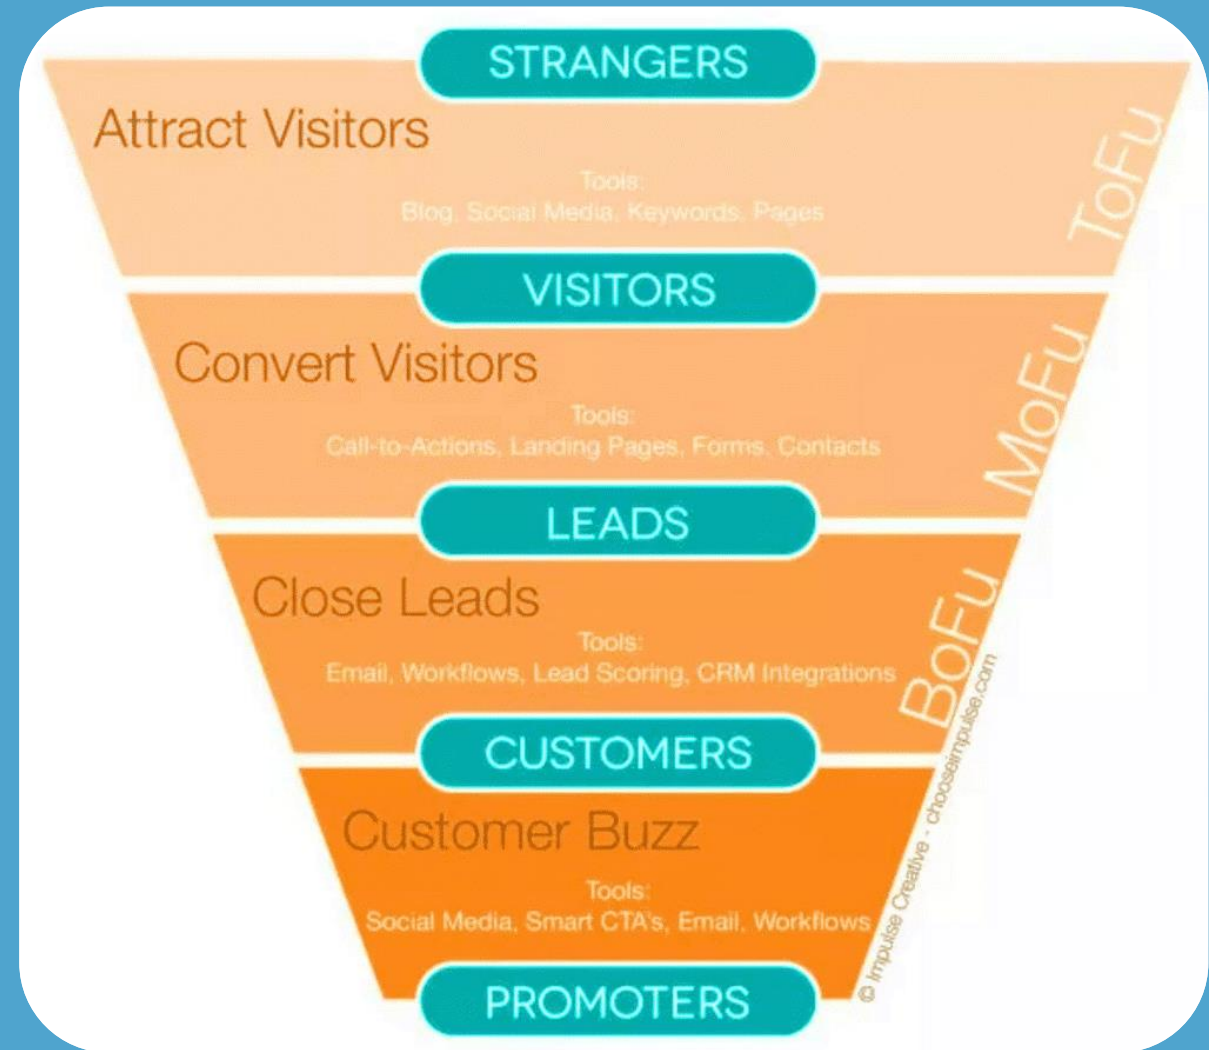 STRANGERS
Attract Visitors
Tools:
Blog, Social Media, Keywords, Pages
ToFu
VISITORS
Convert Visitors
Tools:
Call-to-Actions, Landing Pages, Forms, Contacts
MoFu
LEADS
Close Leads
Tools:
Email, Workflows, Lead Scoring, CRM Integrations
BoFu
CUSTOMERS
Customer Buzz
Tools:
Social Media, Smart CTA's, Email, Workflows
PROMOTERS
© Impulse Creative - chooseimpulse.com